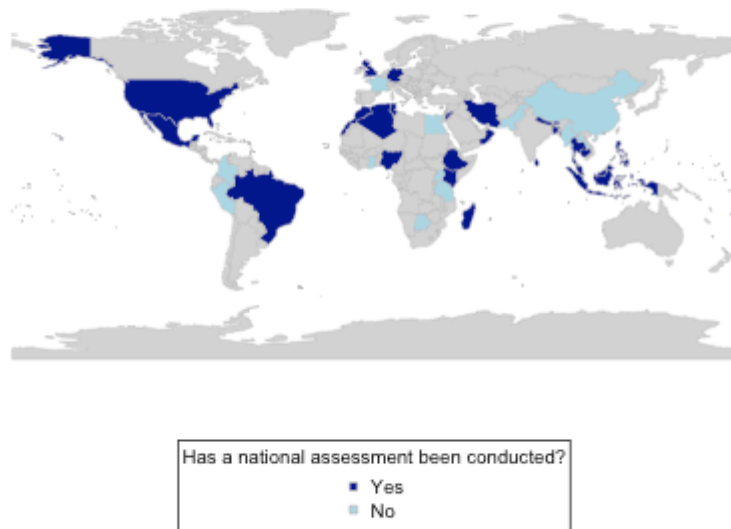 Has a national assessment been conducted?
Yes
No